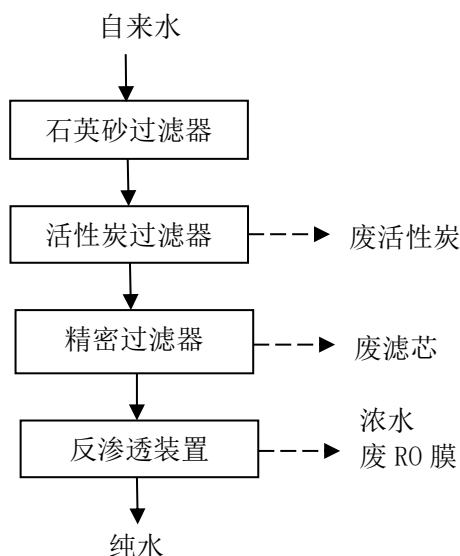 自来水
石英砂过滤器
活性炭过滤器
废活性炭
精密过滤器
废滤芯
反渗透装置
浓水
废 RO 膜
纯水